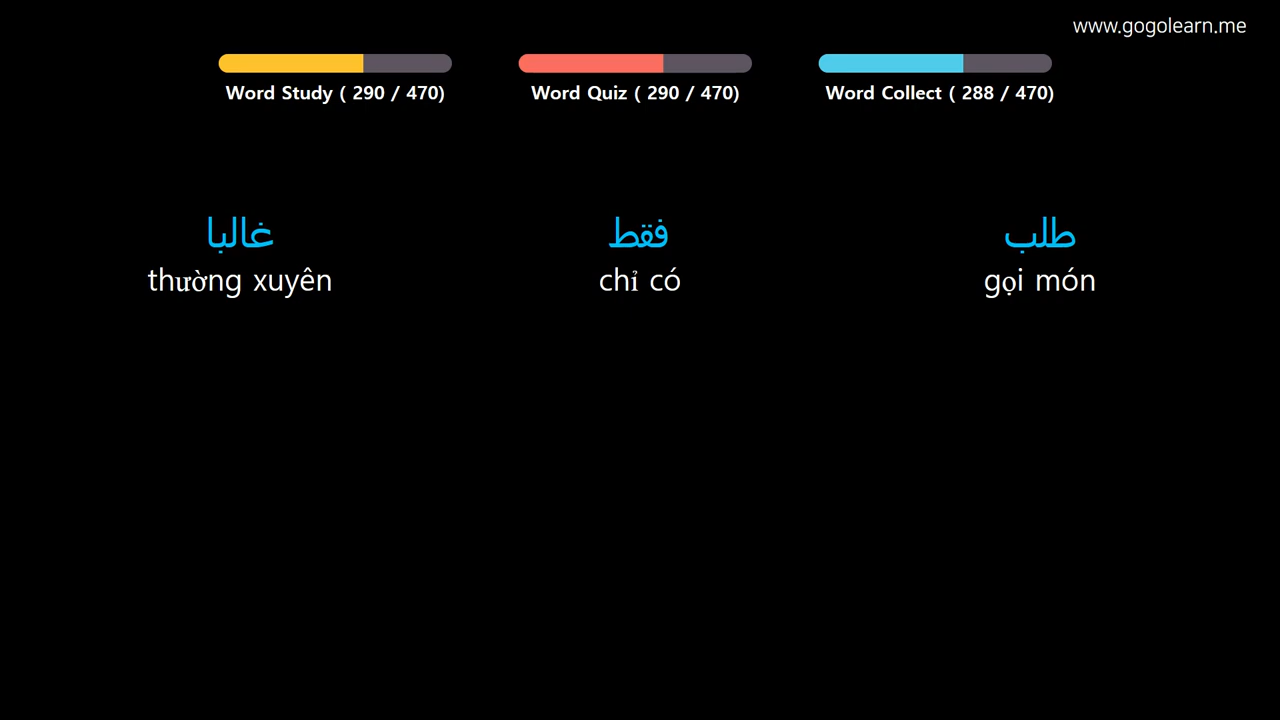 www.gogolearn.me
Word Study ( 290 / 470)
Word Quiz ( 290 / 470)
Word Collect ( 288 / 470)
غالبا
thường xuyên
فقط
chỉ có
طلب
gọi món